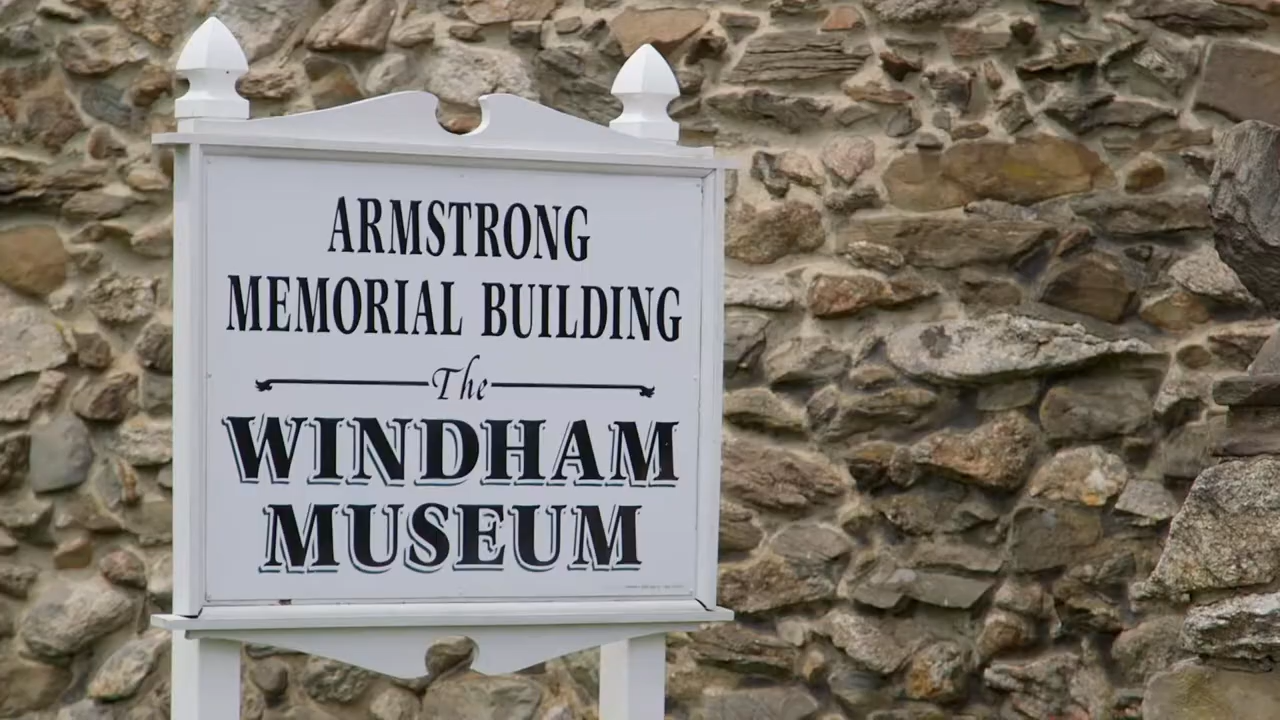 ARMSTRONG
MEMORIAL BUILDING
The
WINDHAM
MUSEUM